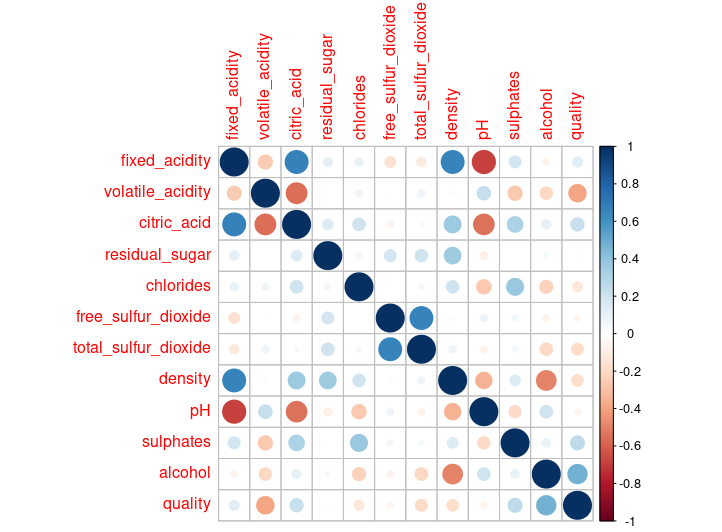 fixed_acidity
volatile_acidity
citric_acid
residual_sugar
chlorides
free_sulfur_dioxide
total_sulfur_dioxide
density
pH
sulphates
alcohol
quality
fixed_acidity
volatile_acidity
citric_acid
residual_sugar
chlorides
free_sulfur_dioxide
total_sulfur_dioxide
density
pH
sulphates
alcohol
quality
1
0.8
0.6
0.4
0.2
0
-0.2
-0.4
-0.6
-0.8
-1